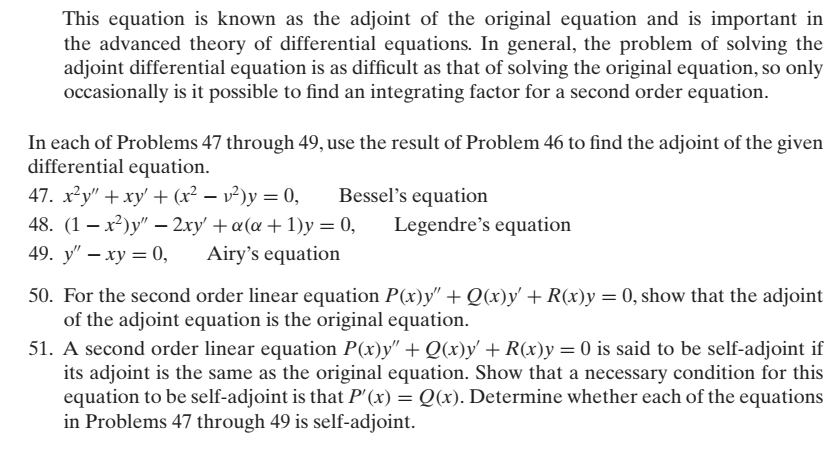 This equation is known as the adjoint of the original equation and is important in
the advanced theory of differential equations. In general, the problem of solving the
adjoint differential equation is as difficult as that of solving the original equation, so only
occasionally is it possible to find an integrating factor for a second order equation.
In each of Problems 47 through 49, use the result of Problem 46 to find the adjoint of the given
differential equation.
47. x²y″ + xy′ + (x² − ν²)y = 0, Bessel's equation
48. (1 − x²)y″ − 2xy′ + α(α + 1)y = 0, Legendre's equation
49. y″ − xy = 0, Airy's equation
50. For the second order linear equation P(x)y″ + Q(x)y′ + R(x)y = 0, show that the adjoint
of the adjoint equation is the original equation.
51. A second order linear equation P(x)y″ + Q(x)y′ + R(x)y = 0 is said to be self-adjoint if
its adjoint is the same as the original equation. Show that a necessary condition for this
equation to be self-adjoint is that P′(x) = Q(x). Determine whether each of the equations
in Problems 47 through 49 is self-adjoint.